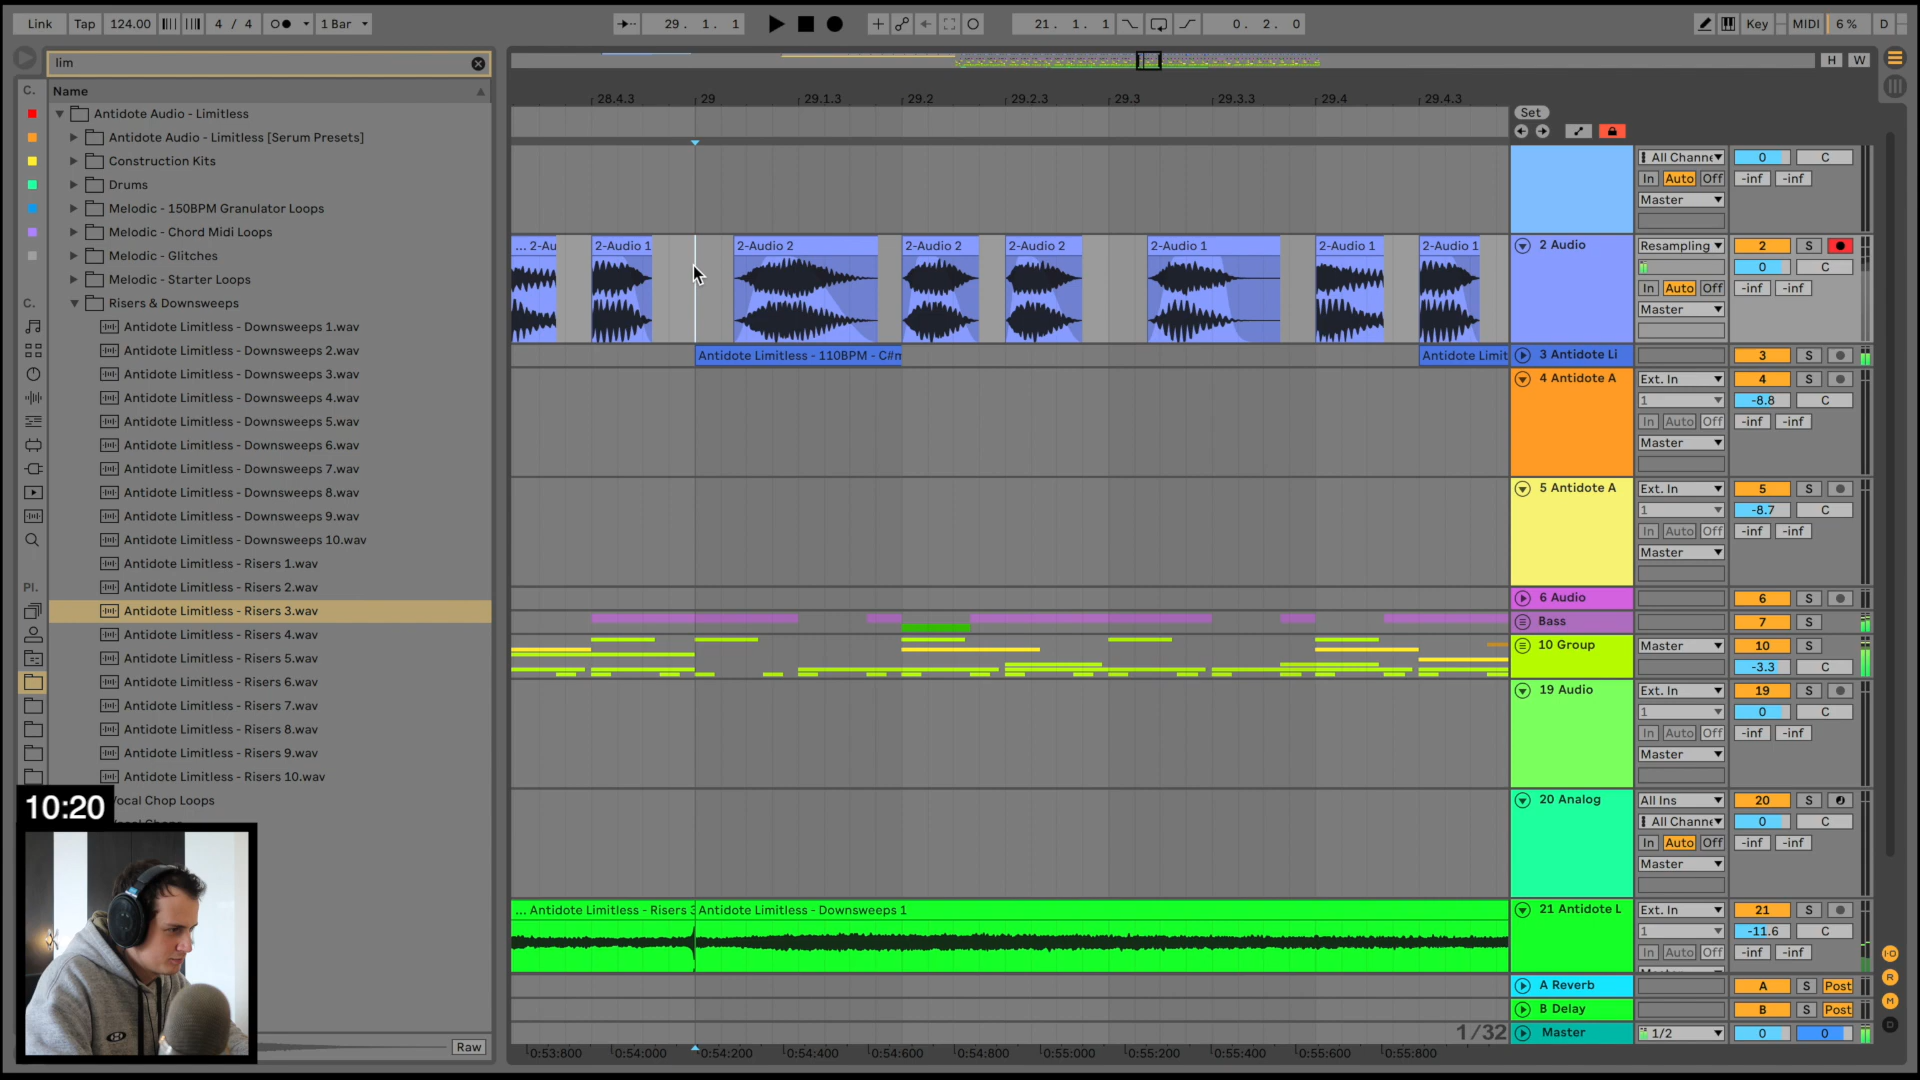 Link Tap 124.00 4 / 4 1 Bar 29. 1. 1 21. 1. 1 0. 2. 0 Key MIDI 6 % D
lim
H W
C.
Name
28.4.3 29 29.1.3 29.2 29.2.3 29.3 29.3.3 29.4 29.4.3
Set
Antidote Audio - Limitless
Antidote Audio - Limitless [Serum Presets]
Construction Kits
Drums
Melodic - 150BPM Granulator Loops
Melodic - Chord Midi Loops
Melodic - Glitches
Melodic - Starter Loops
C.
Risers & Downsweeps
Antidote Limitless - Downsweeps 1.wav
Antidote Limitless - Downsweeps 2.wav
Antidote Limitless - Downsweeps 3.wav
Antidote Limitless - Downsweeps 4.wav
Antidote Limitless - Downsweeps 5.wav
Antidote Limitless - Downsweeps 6.wav
Antidote Limitless - Downsweeps 7.wav
Antidote Limitless - Downsweeps 8.wav
Antidote Limitless - Downsweeps 9.wav
Antidote Limitless - Downsweeps 10.wav
Antidote Limitless - Risers 1.wav
Pl.
Antidote Limitless - Risers 2.wav
Antidote Limitless - Risers 3.wav
Antidote Limitless - Risers 4.wav
Antidote Limitless - Risers 5.wav
Antidote Limitless - Risers 6.wav
Antidote Limitless - Risers 7.wav
Antidote Limitless - Risers 8.wav
Antidote Limitless - Risers 9.wav
Antidote Limitless - Risers 10.wav
Vocal Chop Loops
10:20
Raw
All Channe 0 C
In Auto Off -inf -inf
Master
... 2-Au 2-Audio 1 2-Audio 2 2-Audio 2 2-Audio 2 2-Audio 1 2-Audio 1 2-Audio 1
2 Audio Resampling 2 S
0 C
In Auto Off -inf -inf
Master
Antidote Limitless - 110BPM - C#m Antidote Limit
3 Antidote Li 3 S
4 Antidote A Ext. In 4 S
1 -8.8 C
In Auto Off -inf -inf
Master
5 Antidote A Ext. In 5 S
1 -8.7 C
In Auto Off -inf -inf
Master
6 Audio 6 S
Bass 7 S
10 Group Master 10 S
-3.3 C
19 Audio Ext. In 19 S
1 0 C
In Auto Off -inf -inf
Master
20 Analog All Ins 20 S
All Channe 0 C
In Auto Off -inf -inf
Master
... Antidote Limitless - Risers 3 Antidote Limitless - Downsweeps 1
21 Antidote L Ext. In 21 S
1 -11.6 C
In Auto Off -inf -inf
A Reverb A S Post
B Delay B S Post
1/32
Master 1/2 0 0
0:53:800 0:54:000 0:54:200 0:54:400 0:54:600 0:54:800 0:55:000 0:55:200 0:55:400 0:55:600 0:55:800
I·O
R
M
D